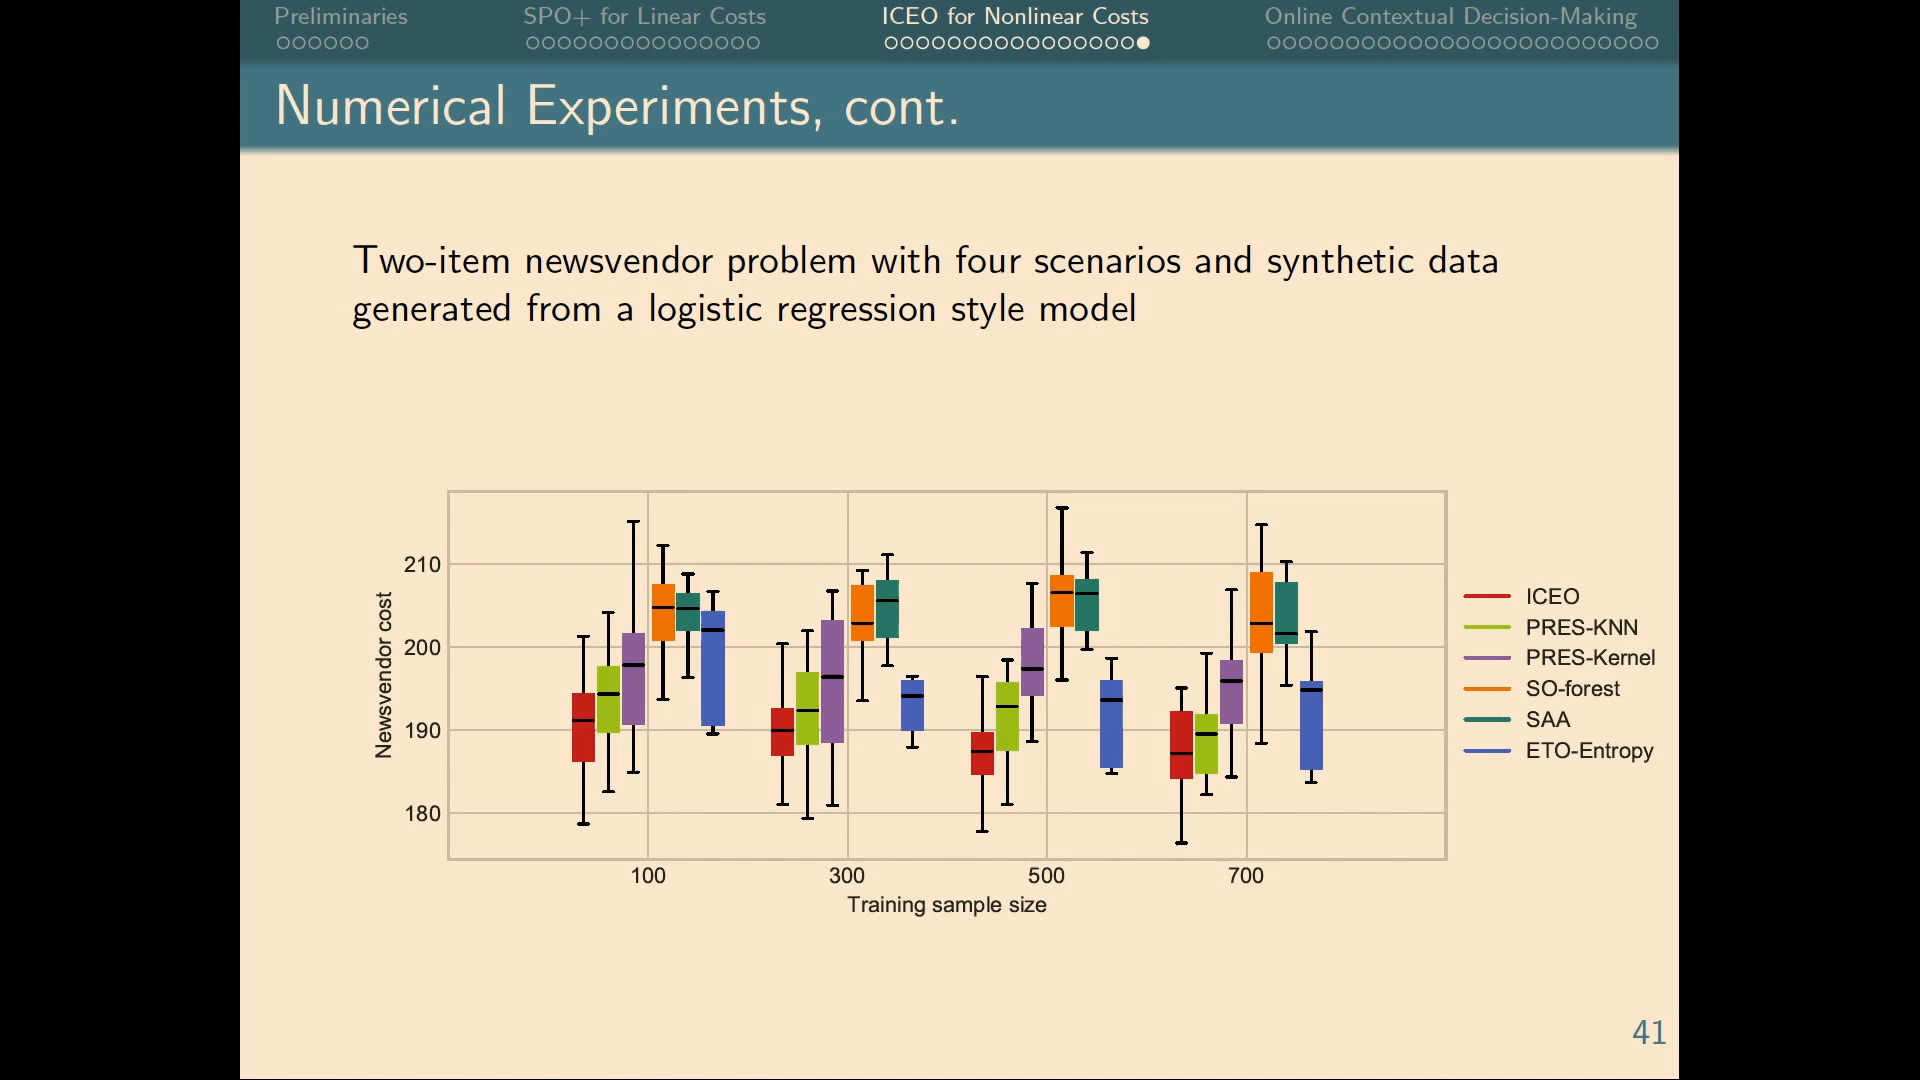 Preliminaries
SPO+ for Linear Costs
ICEO for Nonlinear Costs
Online Contextual Decision-Making
Numerical Experiments, cont.
Two-item newsvendor problem with four scenarios and synthetic data
generated from a logistic regression style model
Newsvendor cost
210
200
190
180
100
300
500
700
Training sample size
ICEO
PRES-KNN
PRES-Kernel
SO-forest
SAA
ETO-Entropy
41